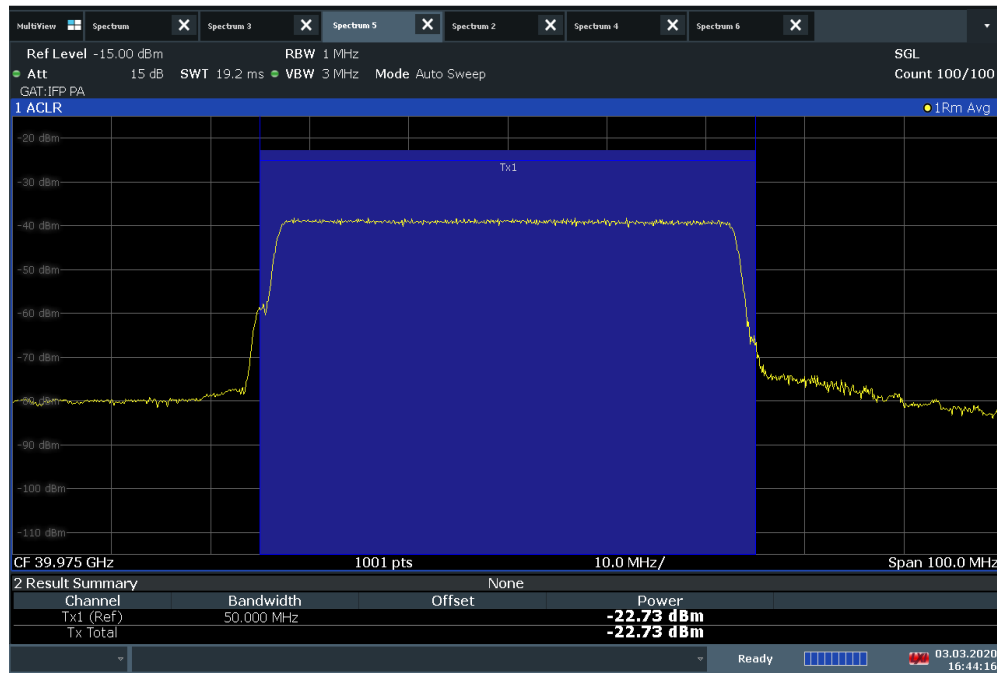 MultiView Spectrum Spectrum 3 Spectrum 5 Spectrum 2 Spectrum 4 Spectrum 6
Ref Level -15.00 dBm RBW 1 MHz SGL
Att 15 dB SWT 19.2 ms VBW 3 MHz Mode Auto Sweep Count 100/100
GAT:IFP PA
1 ACLR 1Rm Avg
-20 dBm
Tx1
-30 dBm
-40 dBm
-50 dBm
-60 dBm
-70 dBm
-80 dBm
-90 dBm
-100 dBm
-110 dBm
CF 39.975 GHz 1001 pts 10.0 MHz/ Span 100.0 MHz
2 Result Summary None
Channel Bandwidth Offset Power
Tx1 (Ref) 50.000 MHz -22.73 dBm
Tx Total -22.73 dBm
Ready 03.03.2020
16:44:16